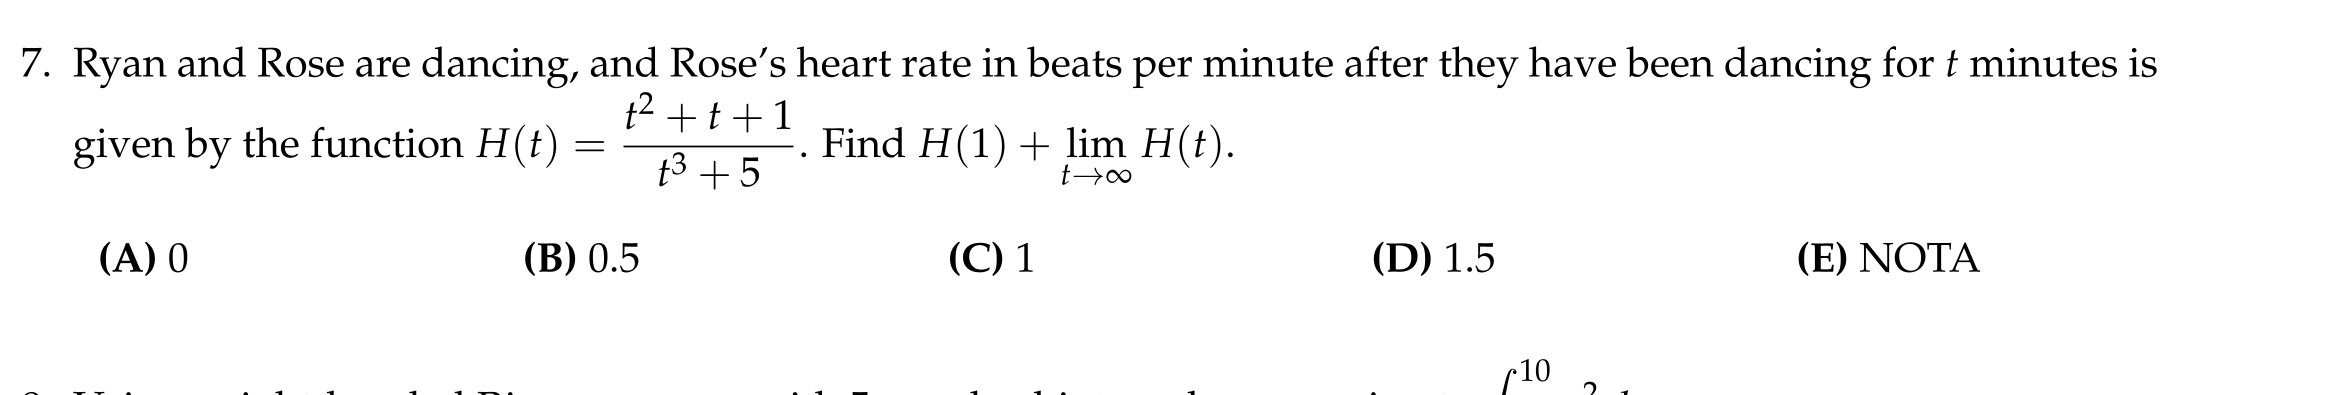 7. Ryan and Rose are dancing, and Rose's heart rate in beats per minute after they have been dancing for t minutes is
given by the function H(t) = \frac{t^2 + t + 1}{t^3 + 5}. Find H(1) + \lim_{t→∞} H(t).
(A) 0 (B) 0.5 (C) 1 (D) 1.5 (E) NOTA